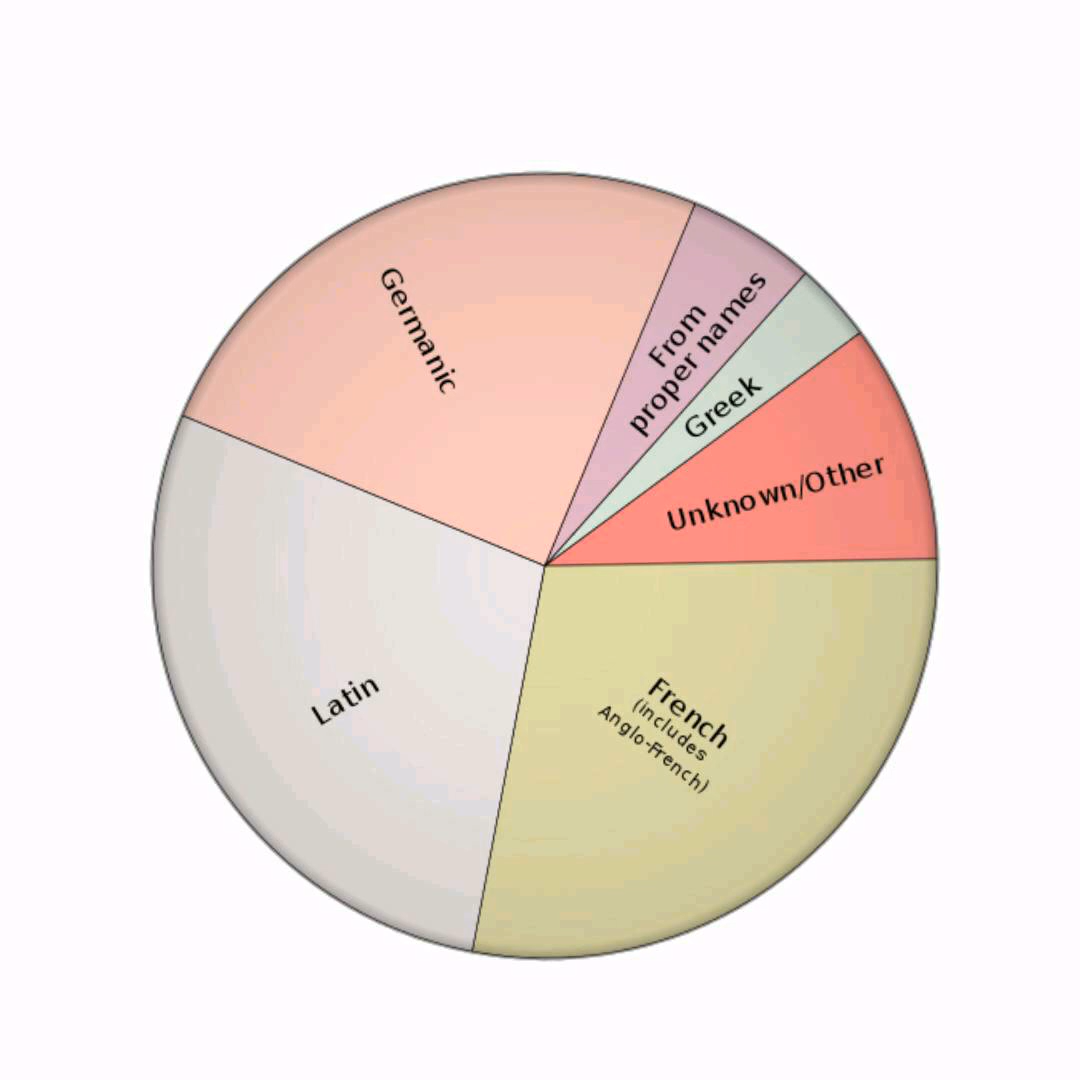 Germanic
From
proper names
Greek
Unknown/Other
French
(includes
Anglo-French)
Latin